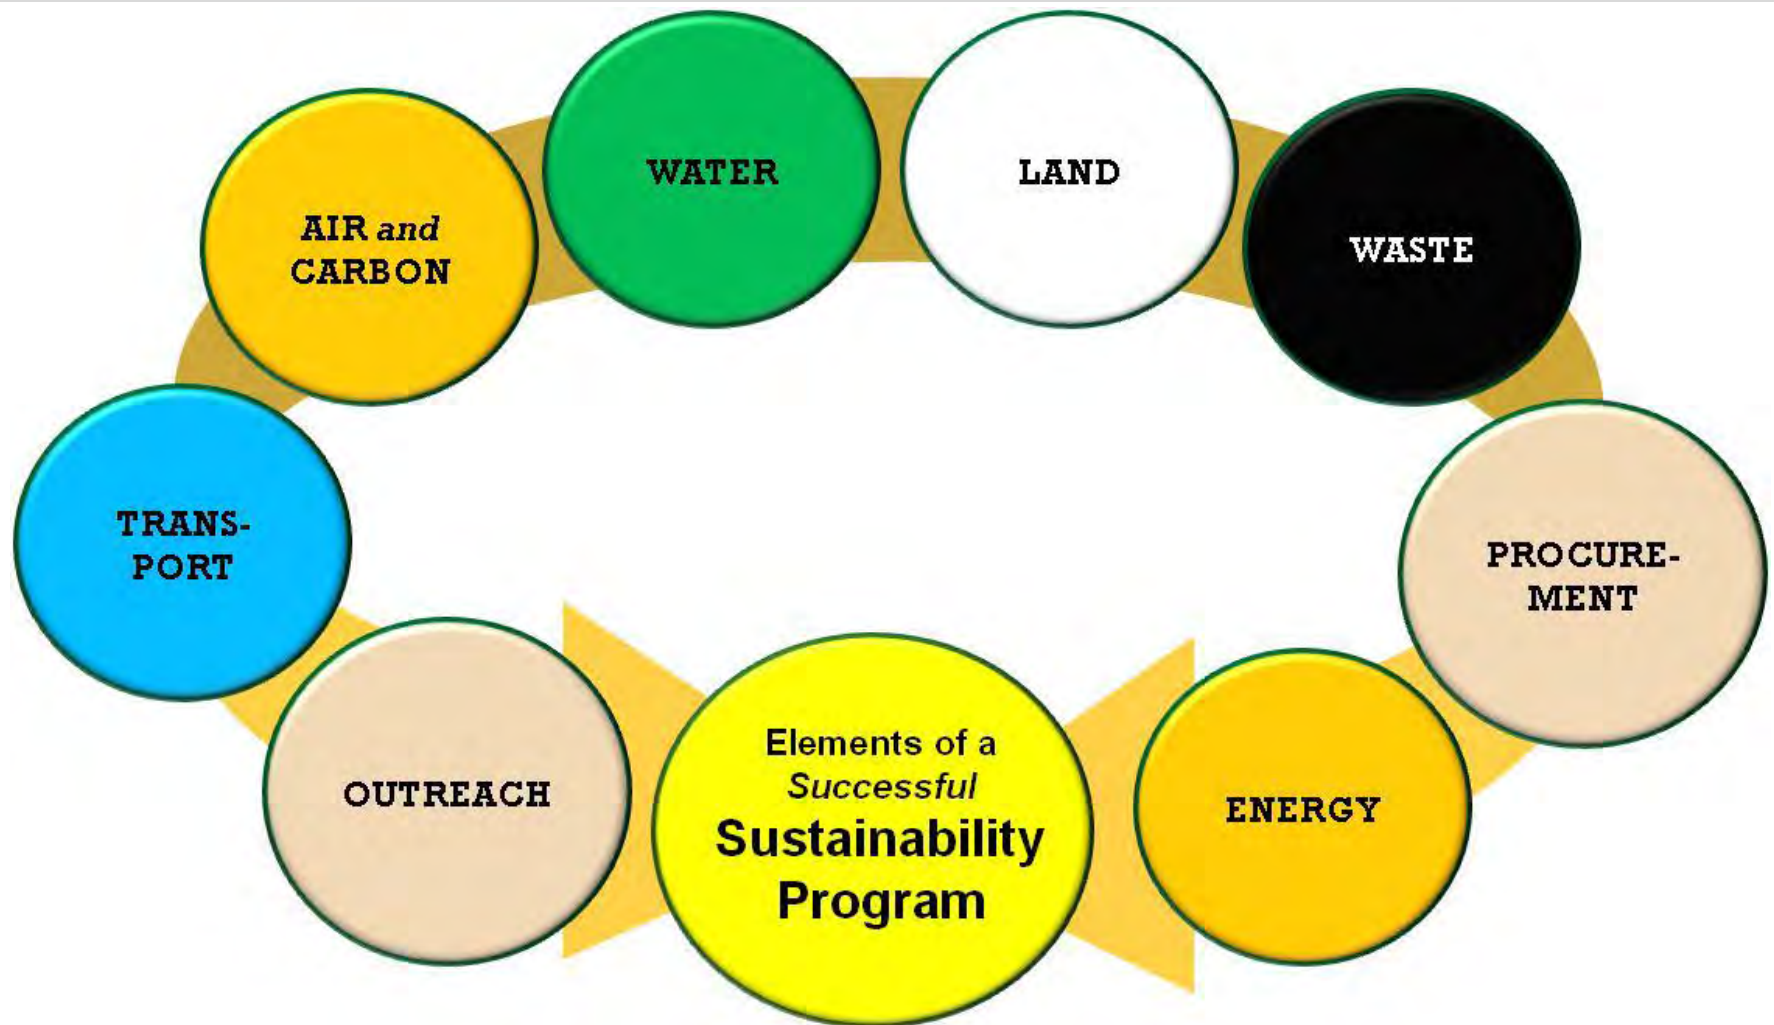 WATER
LAND
AIR and
CARBON
WASTE
TRANS-
PORT
PROCURE-
MENT
OUTREACH
Elements of a
Successful
Sustainability
Program
ENERGY